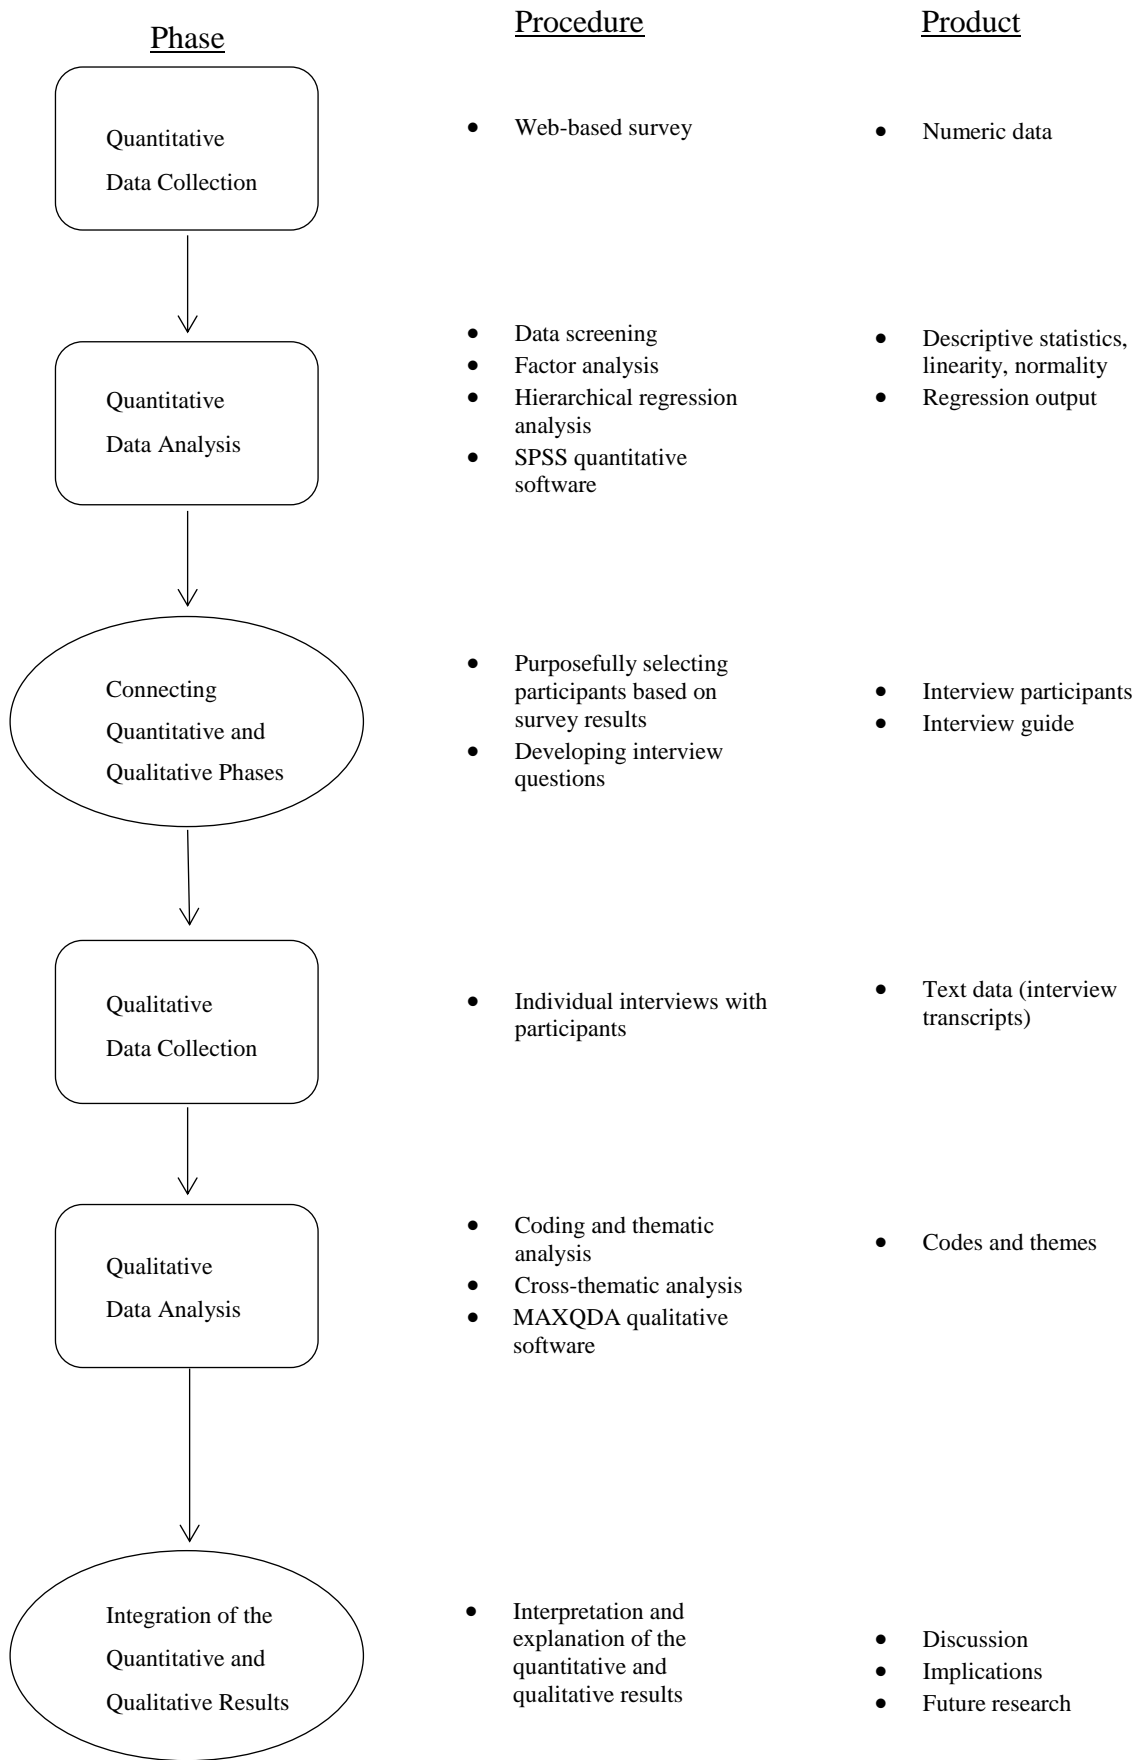 Phase
Procedure
Product
Quantitative
Data Collection
• Web-based survey
• Numeric data
Quantitative
Data Analysis
• Data screening
• Factor analysis
• Hierarchical regression
analysis
• SPSS quantitative
software
• Descriptive statistics,
linearity, normality
• Regression output
Connecting
Quantitative and
Qualitative Phases
• Purposefully selecting
participants based on
survey results
• Developing interview
questions
• Interview participants
• Interview guide
Qualitative
Data Collection
• Individual interviews with
participants
• Text data (interview
transcripts)
Qualitative
Data Analysis
• Coding and thematic
analysis
• Cross-thematic analysis
• MAXQDA qualitative
software
• Codes and themes
Integration of the
Quantitative and
Qualitative Results
• Interpretation and
explanation of the
quantitative and
qualitative results
• Discussion
• Implications
• Future research